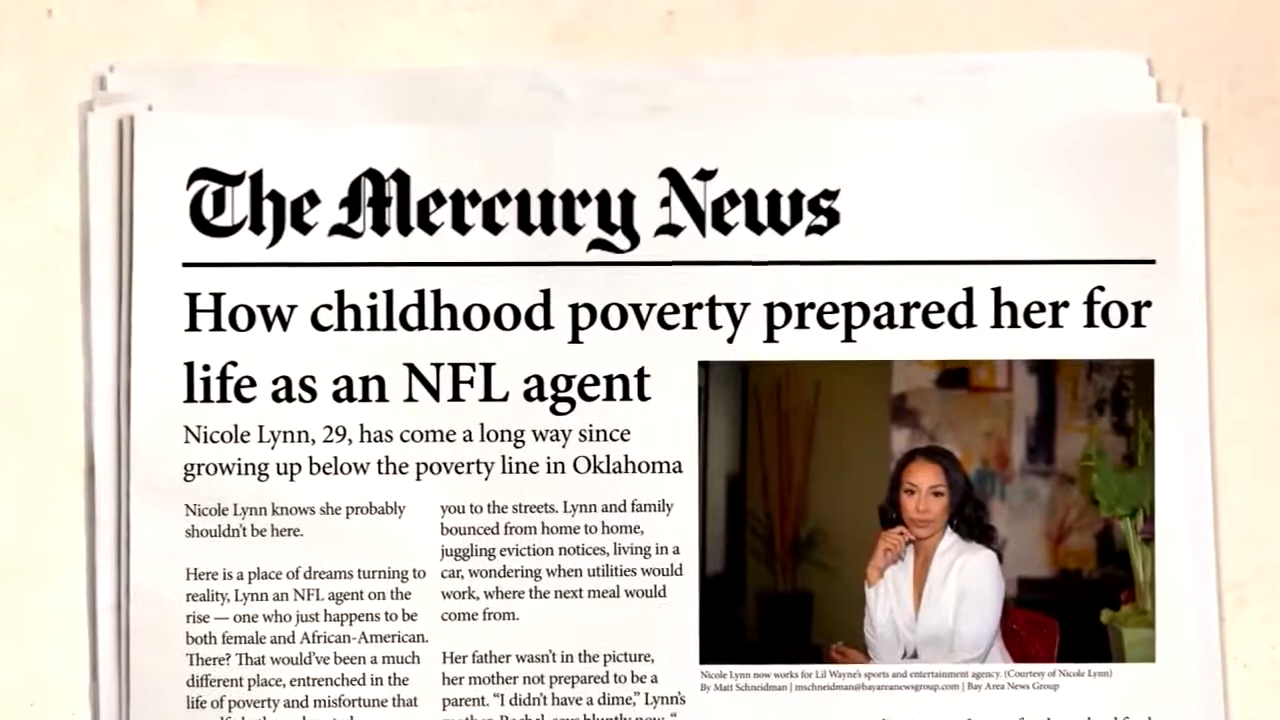 The Mercury News
How childhood poverty prepared her for
life as an NFL agent
Nicole Lynn, 29, has come a long way since
growing up below the poverty line in Oklahoma
Nicole Lynn knows she probably
shouldn't be here.
Here is a place of dreams turning to
reality, Lynn an NFL agent on the
rise — one who just happens to be
both female and African-American.
There? That would've been a much
different place, entrenched in the
life of poverty and misfortune that
you to the streets. Lynn and family
bounced from home to home,
juggling eviction notices, living in a
car, wondering when utilities would
work, where the next meal would
come from.
Her father wasn't in the picture,
her mother not prepared to be a
parent. “I didn't have a dime,” Lynn's
Nicole Lynn now works for Lil Wayne's sports and entertainment agency. (Courtesy of Nicole Lynn)
By Matt Schneidman | mschneidman@bayareanewsgroup.com | Bay Area News Group